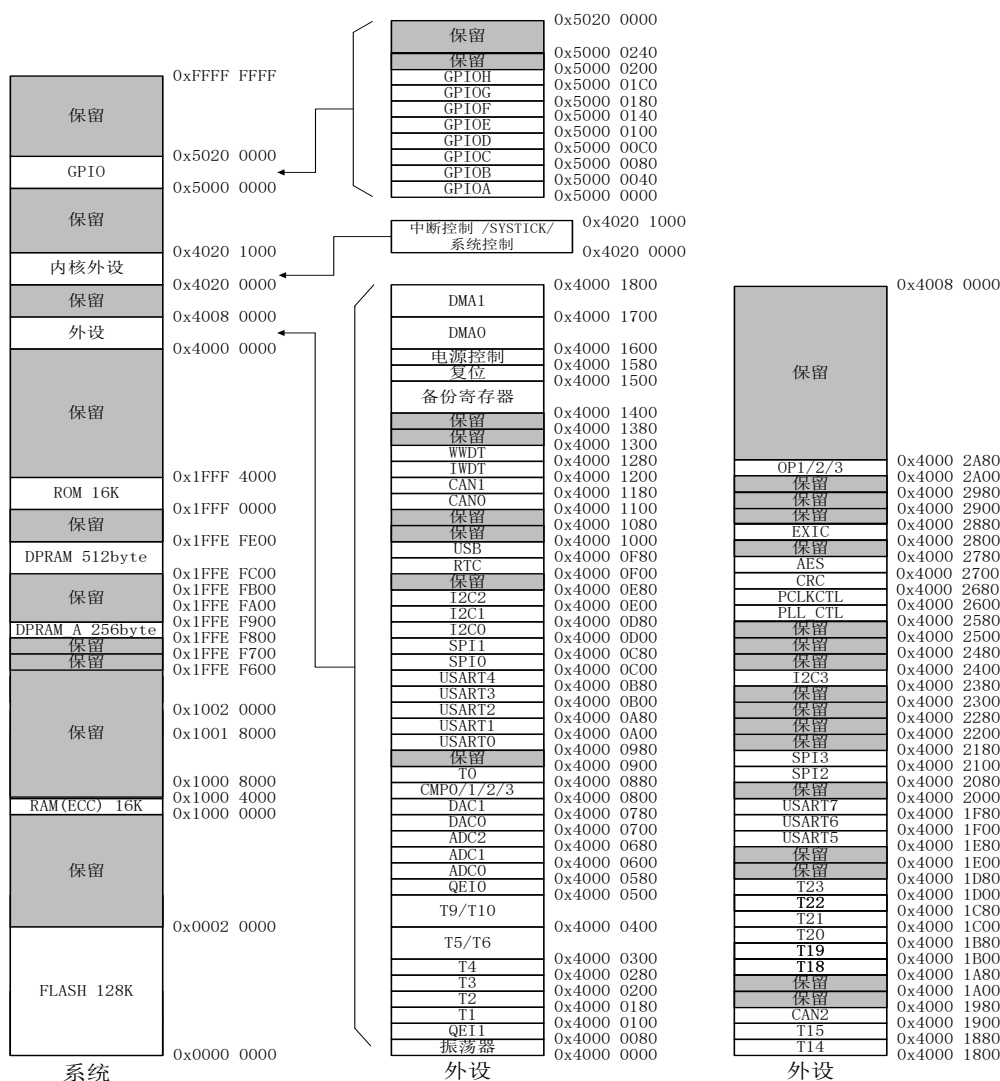 0xFFFF FFFF
保留
0x5020 0000
GPIO
0x5000 0000
保留
0x4020 1000
内核外设
0x4020 0000
保留
0x4008 0000
外设
0x4000 0000
保留
0x1FFF 4000
ROM 16K
0x1FFF 0000
保留
0x1FFE FE00
DPRAM 512byte
0x1FFE FC00
0x1FFE FB00
保留
0x1FFE FA00
0x1FFE F900
DPRAM A 256byte
0x1FFE F800
保留
0x1FFE F700
保留
0x1FFE F600
0x1002 0000
保留
0x1001 8000
0x1000 8000
0x1000 4000
RAM(ECC) 16K
0x1000 0000
保留
0x0002 0000
FLASH 128K
0x0000 0000
系统
0x5020 0000
保留
0x5000 0240
保留
0x5000 0200
GPIOH
0x5000 01C0
GPIOG
0x5000 0180
GPIOF
0x5000 0140
GPIOE
0x5000 0100
GPIOD
0x5000 00C0
GPIOC
0x5000 0080
GPIOB
0x5000 0040
GPIOA
0x5000 0000
0x4020 1000
中断控制 /SYSTICK/
系统控制
0x4020 0000
0x4000 1800
DMA1
0x4000 1700
DMA0
0x4000 1600
电源控制
0x4000 1580
复位
0x4000 1500
备份寄存器
0x4000 1400
保留
0x4000 1380
保留
0x4000 1300
WWDT
0x4000 1280
IWDT
0x4000 1200
CAN1
0x4000 1180
CAN0
0x4000 1100
保留
0x4000 1080
保留
0x4000 1000
USB
0x4000 0F80
RTC
0x4000 0F00
保留
0x4000 0E80
I2C2
0x4000 0E00
I2C1
0x4000 0D80
I2C0
0x4000 0D00
SPI1
0x4000 0C80
SPI0
0x4000 0C00
USART4
0x4000 0B80
USART3
0x4000 0B00
USART2
0x4000 0A80
USART1
0x4000 0A00
USART0
0x4000 0980
保留
0x4000 0900
T0
0x4000 0880
CMP0/1/2/3
0x4000 0800
DAC1
0x4000 0780
DAC0
0x4000 0700
ADC2
0x4000 0680
ADC1
0x4000 0600
ADC0
0x4000 0580
QEI0
0x4000 0500
T9/T10
0x4000 0400
T5/T6
0x4000 0300
T4
0x4000 0280
T3
0x4000 0200
T2
0x4000 0180
T1
0x4000 0100
QEI1
0x4000 0080
振荡器
0x4000 0000
外设
0x4008 0000
保留
0x4000 2A80
OP1/2/3
0x4000 2A00
保留
0x4000 2980
保留
0x4000 2900
保留
0x4000 2880
EXIC
0x4000 2800
保留
0x4000 2780
AES
0x4000 2700
CRC
0x4000 2680
PCLKCTL
0x4000 2600
PLL CTL
0x4000 2580
保留
0x4000 2500
保留
0x4000 2480
保留
0x4000 2400
I2C3
0x4000 2380
保留
0x4000 2300
保留
0x4000 2280
保留
0x4000 2200
保留
0x4000 2180
SPI3
0x4000 2100
SPI2
0x4000 2080
保留
0x4000 2000
USART7
0x4000 1F80
USART6
0x4000 1F00
USART5
0x4000 1E80
保留
0x4000 1E00
保留
0x4000 1D80
T23
0x4000 1D00
T22
0x4000 1C80
T21
0x4000 1C00
T20
0x4000 1B80
T19
0x4000 1B00
T18
0x4000 1A80
保留
0x4000 1A00
保留
0x4000 1980
CAN2
0x4000 1900
T15
0x4000 1880
T14
0x4000 1800
外设